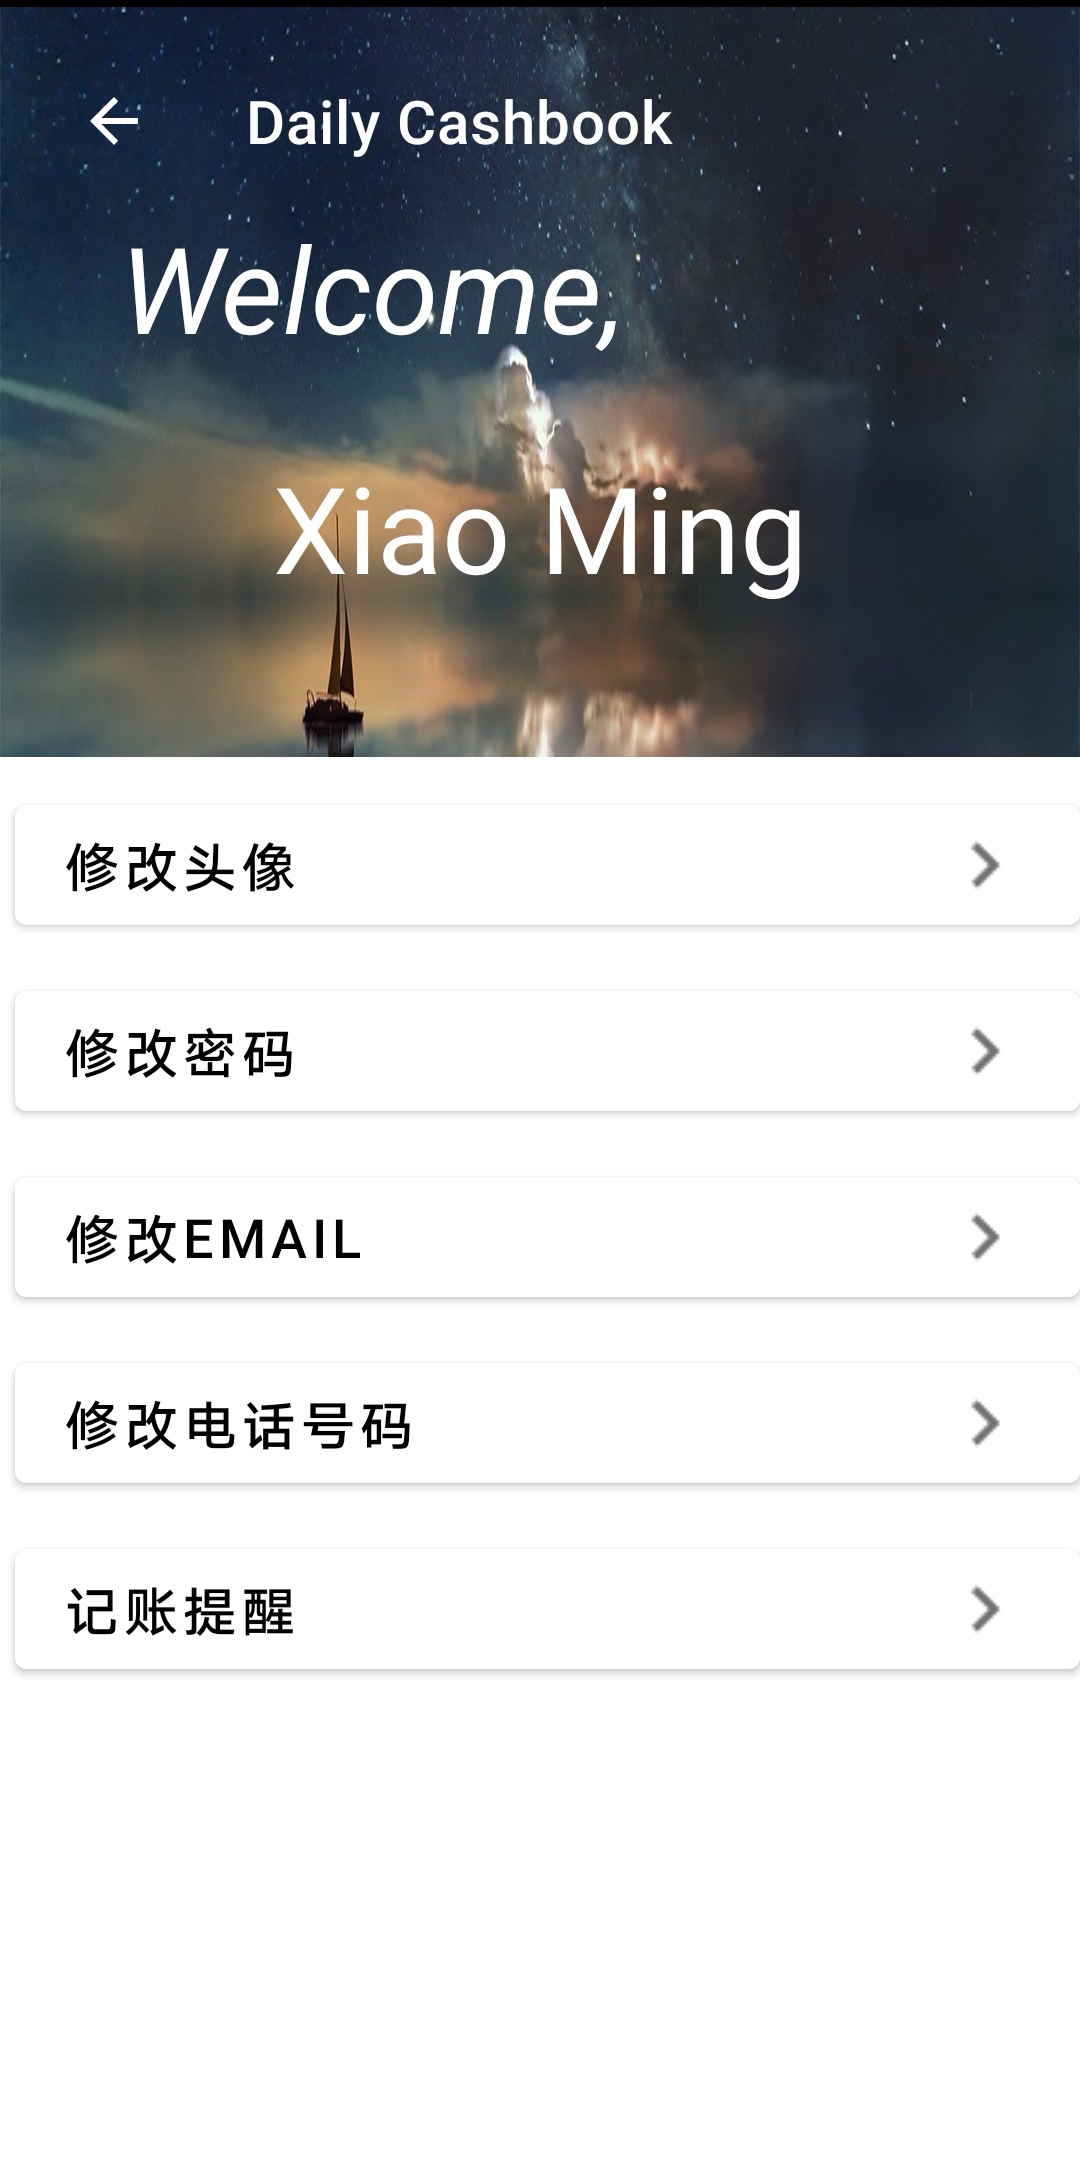 Daily Cashbook
Welcome,
Xiao Ming
修改头像
修改密码
修改EMAIL
修改电话号码
记账提醒